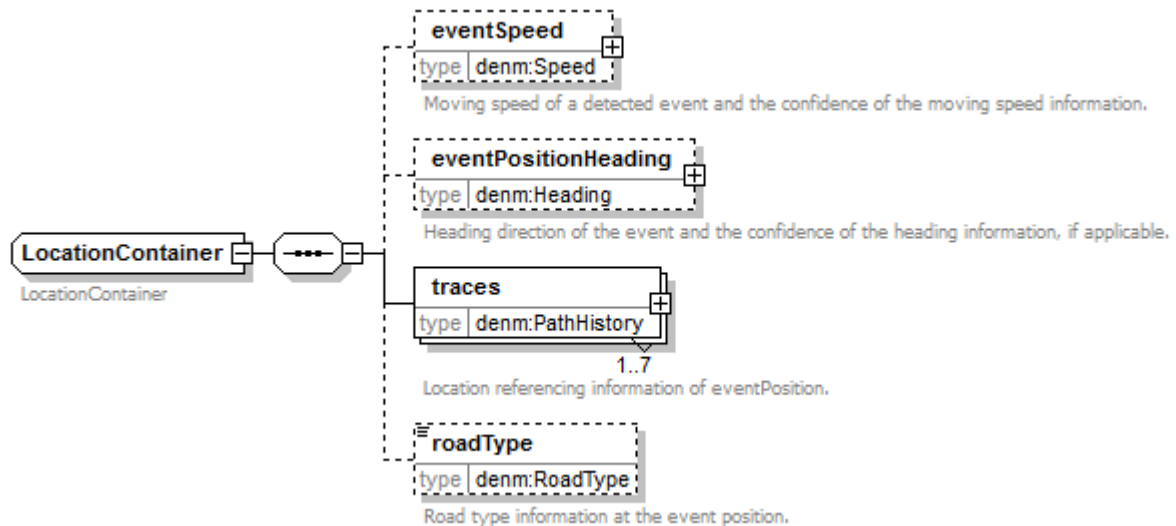 eventSpeed
type denm:Speed
Moving speed of a detected event and the confidence of the moving speed information.
eventPositionHeading
type denm:Heading
Heading direction of the event and the confidence of the heading information, if applicable.
LocationContainer
LocationContainer
traces
type denm:PathHistory
1..7
Location referencing information of eventPosition.
roadType
type denm:RoadType
Road type information at the event position.